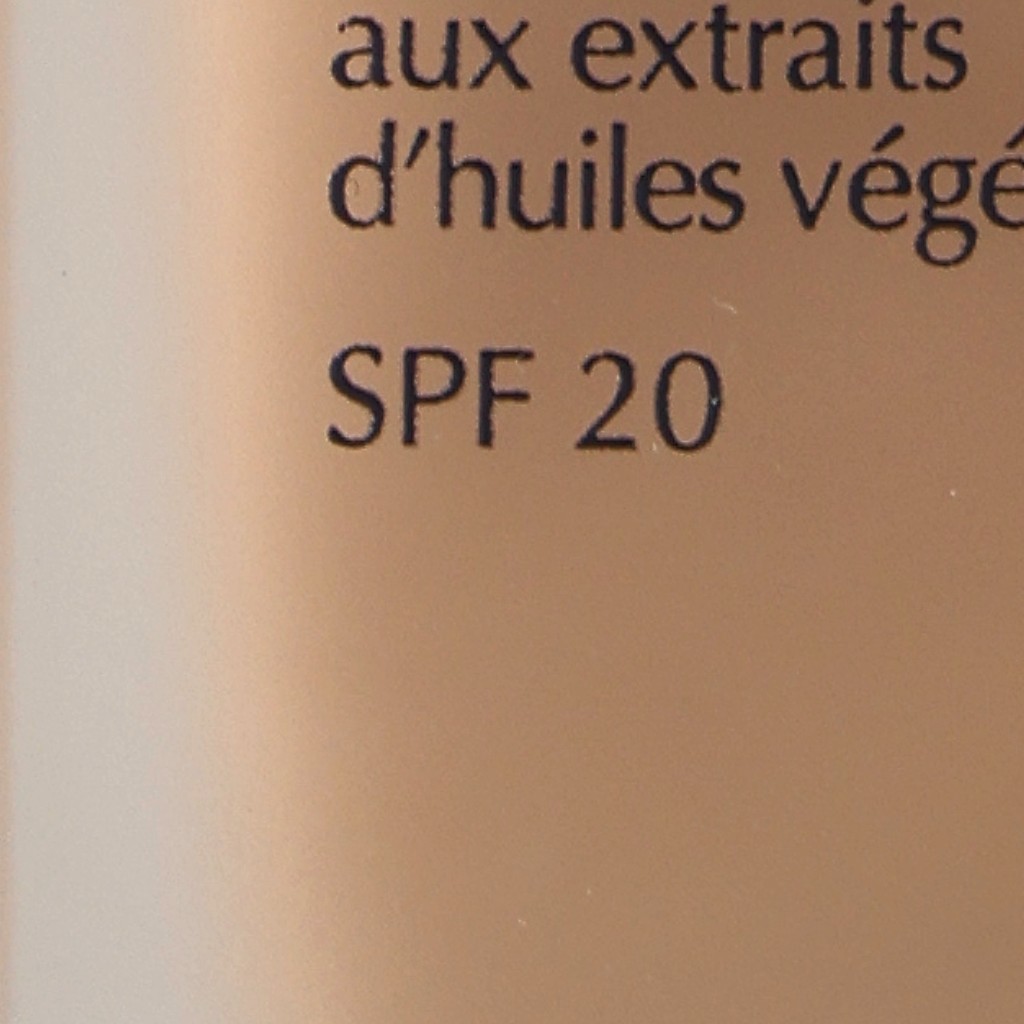 aux extraits
d'huiles végé
SPF 20